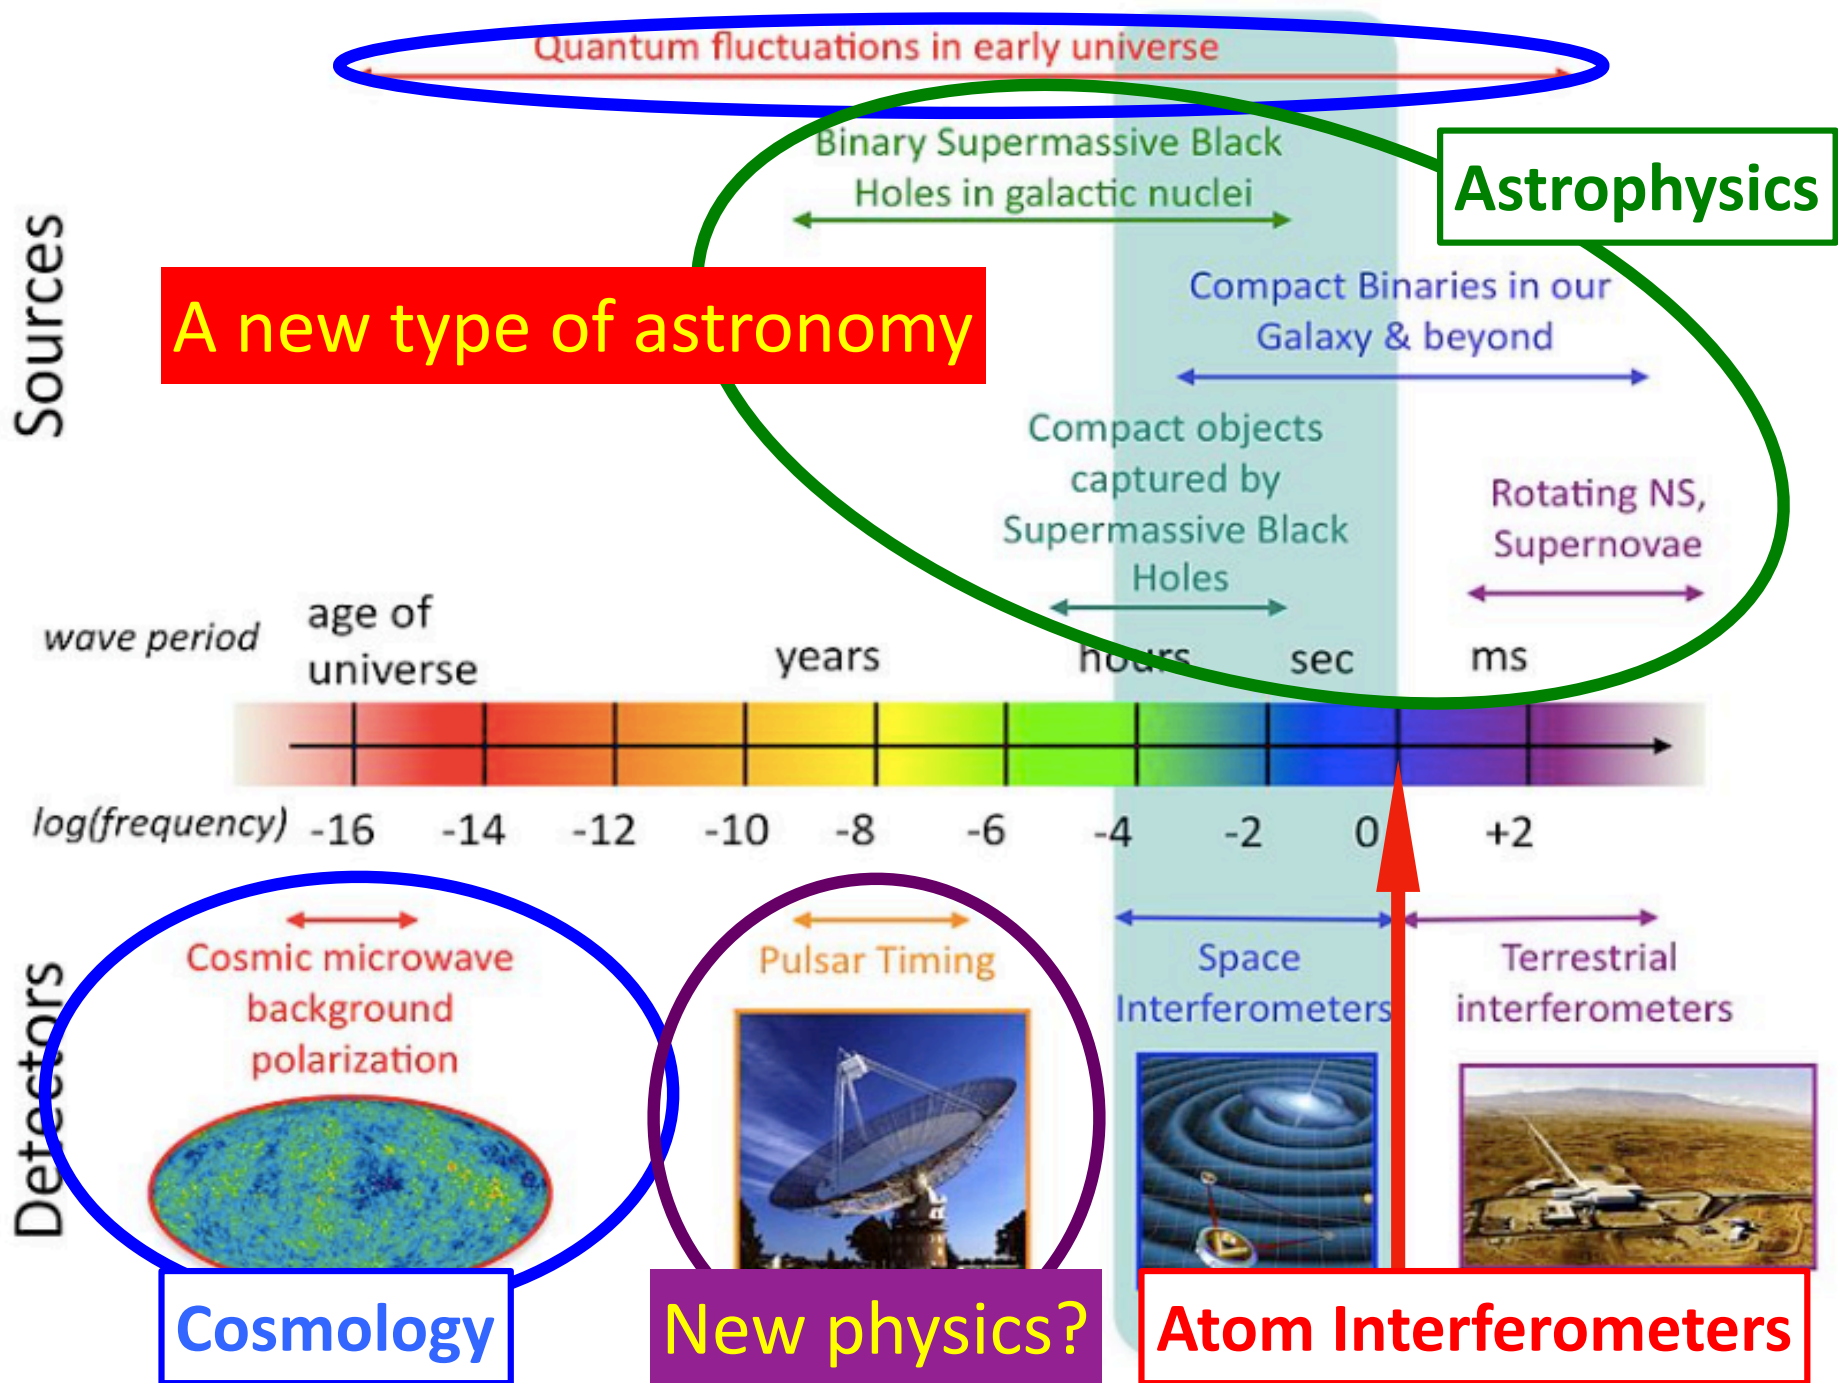 Quantum fluctuations in early universe
Binary Supermassive Black
Holes in galactic nuclei
Astrophysics
Sources
A new type of astronomy
Compact Binaries in our
Galaxy & beyond
Compact objects
captured by
Supermassive Black
Holes
Rotating NS,
Supernovae
wave period
age of
universe
years
hours
sec
ms
log(frequency)
-16
-14
-12
-10
-8
-6
-4
-2
0
+2
Detectors
Cosmic microwave
background
polarization
Pulsar Timing
Space
Interferometers
Terrestrial
interferometers
Cosmology
New physics?
Atom Interferometers